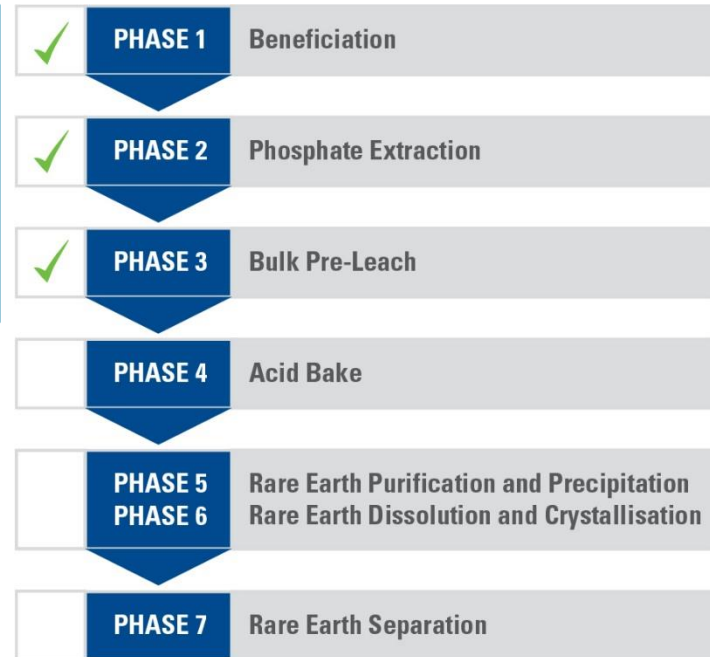 PHASE 1 Beneficiation
PHASE 2 Phosphate Extraction
PHASE 3 Bulk Pre-Leach
PHASE 4 Acid Bake
PHASE 5 Rare Earth Purification and Precipitation
PHASE 6 Rare Earth Dissolution and Crystallisation
PHASE 7 Rare Earth Separation